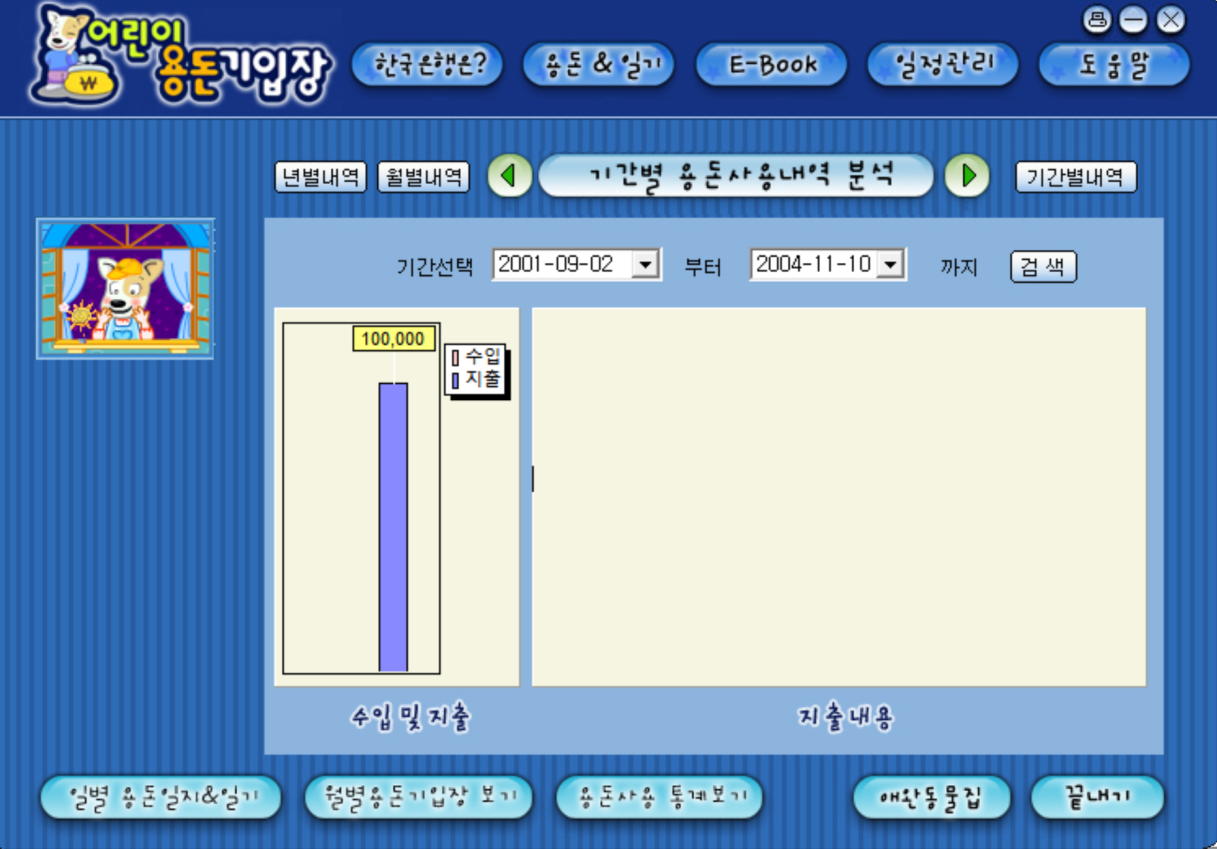 어린이
용돈기입장
₩
한국은행은?
용돈 & 일기
E-Book
일정관리
도움말
년별내역
월별내역
기간별 용돈사용내역 분석
기간별내역
기간선택 2001-09-02 부터 2004-11-10 까지 검 색
100,000
수입
지출
수입 및 지출
지출내용
일별 용돈일지&일기
월별용돈기입장 보기
용돈사용 통계보기
애완동물집
끝내기